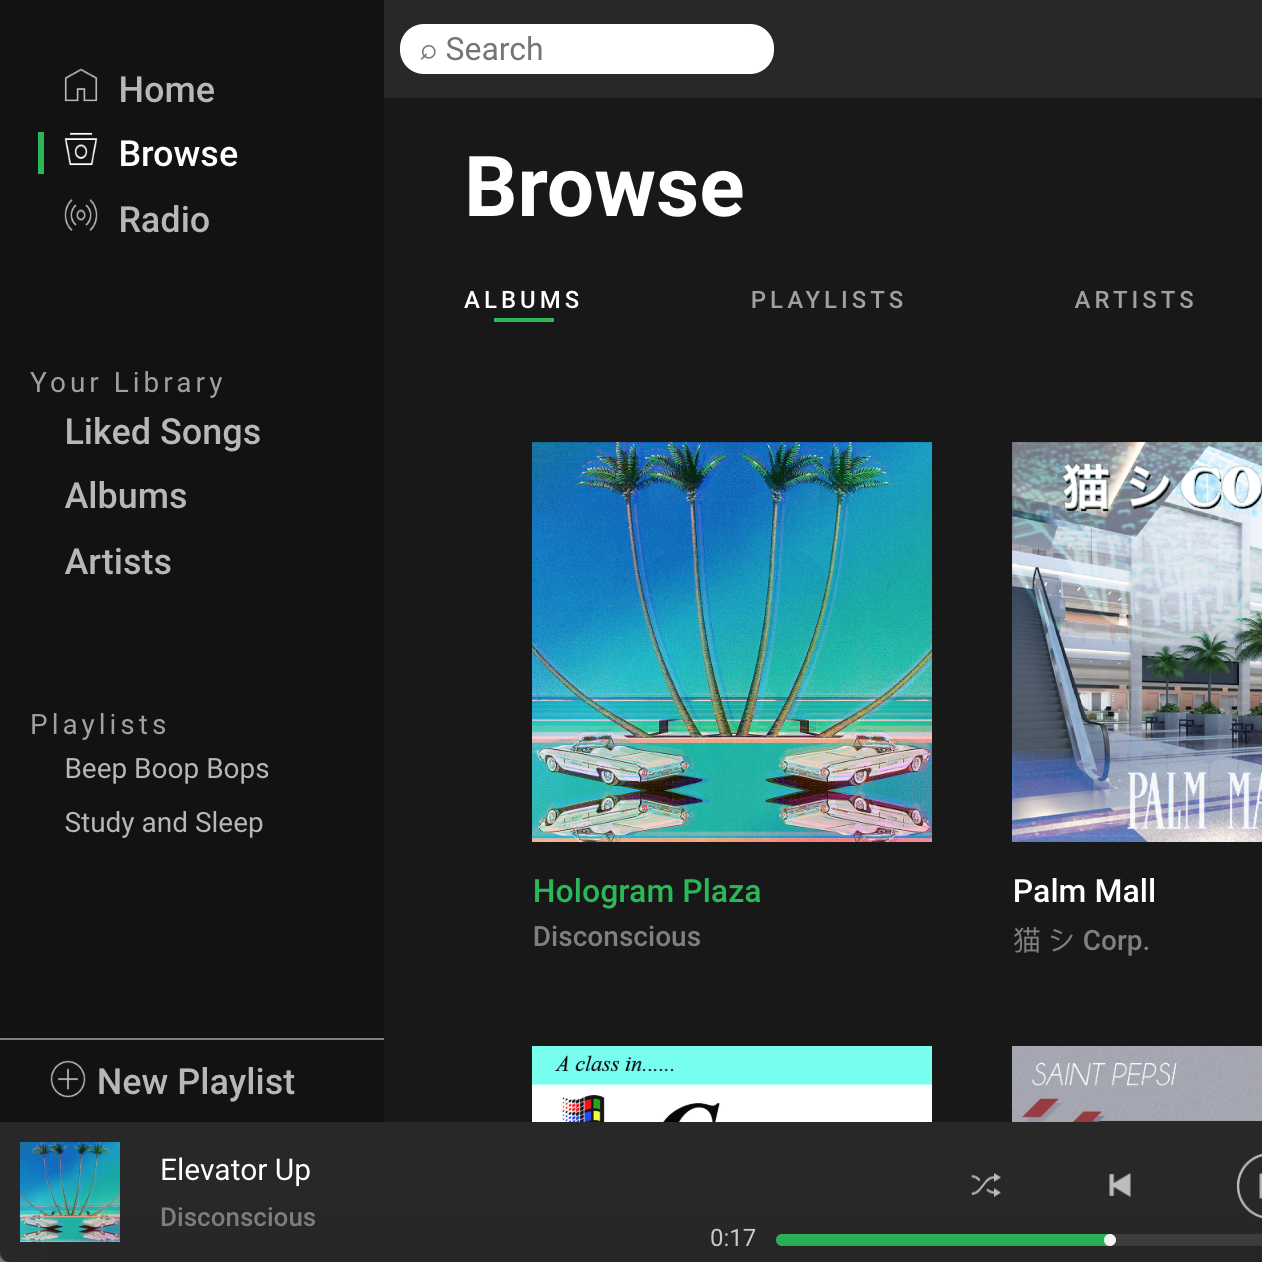 Search
Home
Browse
Radio
Your Library
Liked Songs
Albums
Artists
Playlists
Beep Boop Bops
Study and Sleep
New Playlist
Browse
ALBUMS
PLAYLISTS
ARTISTS
猫 シ CO
PALM MA
Hologram Plaza
Disconscious
Palm Mall
猫 シ Corp.
A class in......
SAINT PEPSI
Elevator Up
Disconscious
0:17